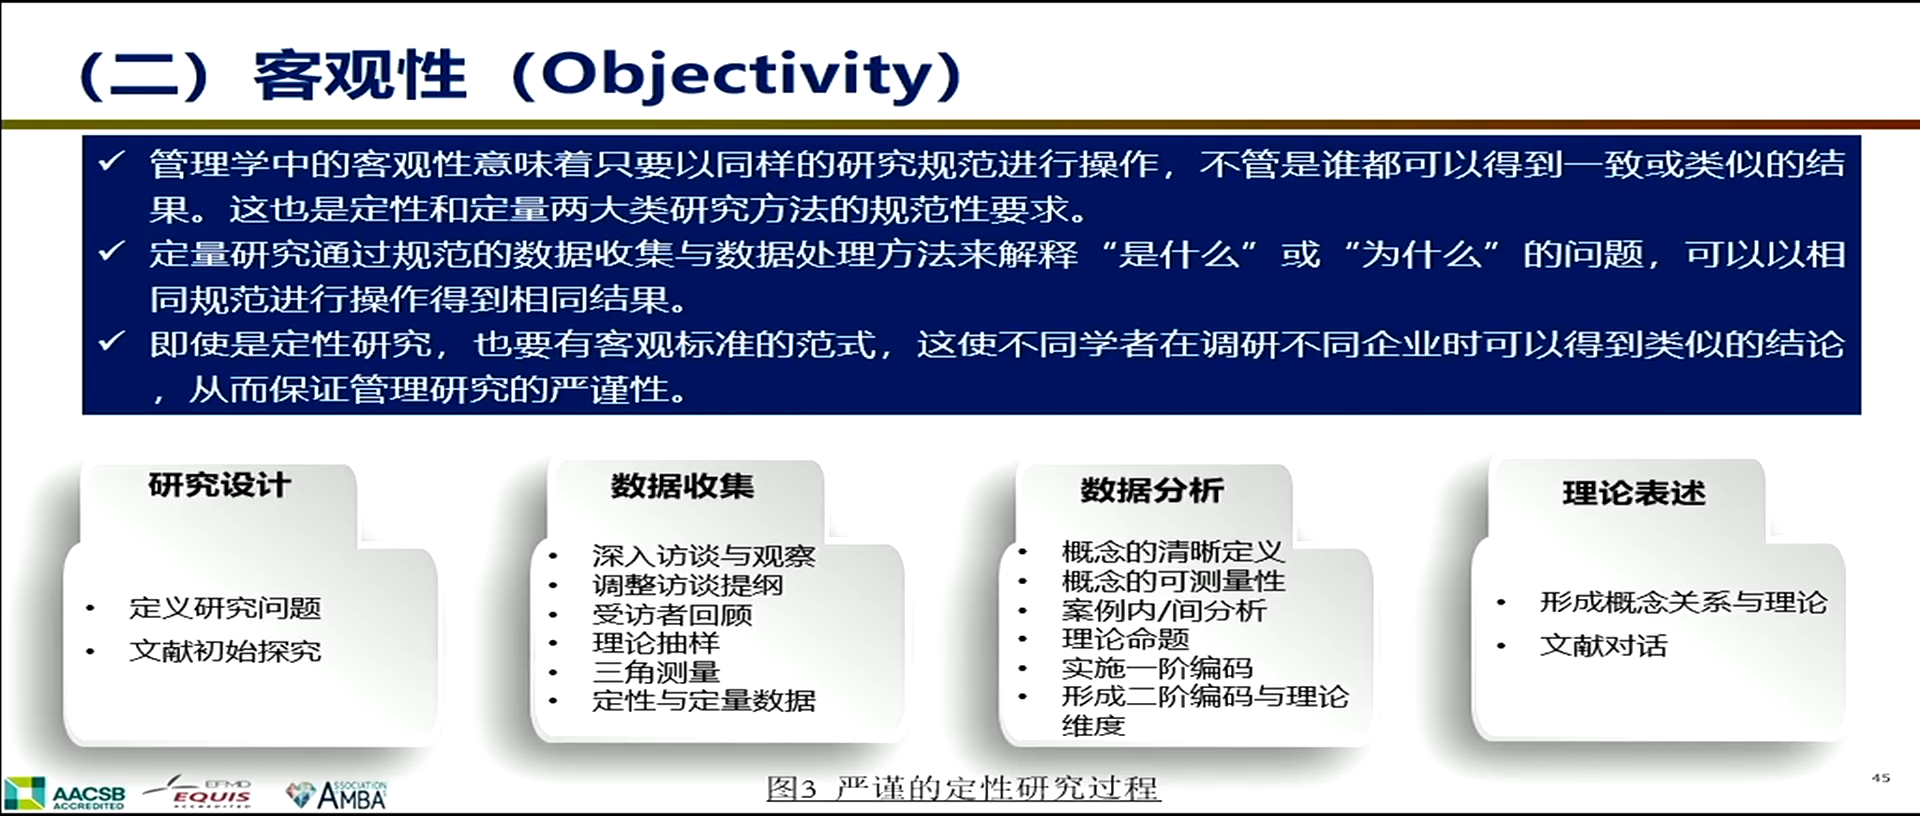 （二）客观性（Objectivity）
✓ 管理学中的客观性意味着只要以同样的研究规范进行操作，不管是谁都可以得到一致或类似的结
果。这也是定性和定量两大类研究方法的规范性要求。
✓ 定量研究通过规范的数据收集与数据处理方法来解释“是什么”或“为什么”的问题，可以以相
同规范进行操作得到相同结果。
✓ 即使是定性研究，也要有客观标准的范式，这使不同学者在调研不同企业时可以得到类似的结论
，从而保证管理研究的严谨性。
研究设计
• 定义研究问题
• 文献初始探究
数据收集
• 深入访谈与观察
• 调整访谈提纲
• 受访者回顾
• 理论抽样
• 三角测量
• 定性与定量数据
数据分析
• 概念的清晰定义
• 概念的可测量性
• 案例内/间分析
• 理论命题
• 实施一阶编码
• 形成二阶编码与理论
维度
理论表述
• 形成概念关系与理论
• 文献对话
图3 严谨的定性研究过程
AACSB
ACCREDITED
EFMD
EQUIS
ACCREDITED
ASSOCIATION
AMBA
45